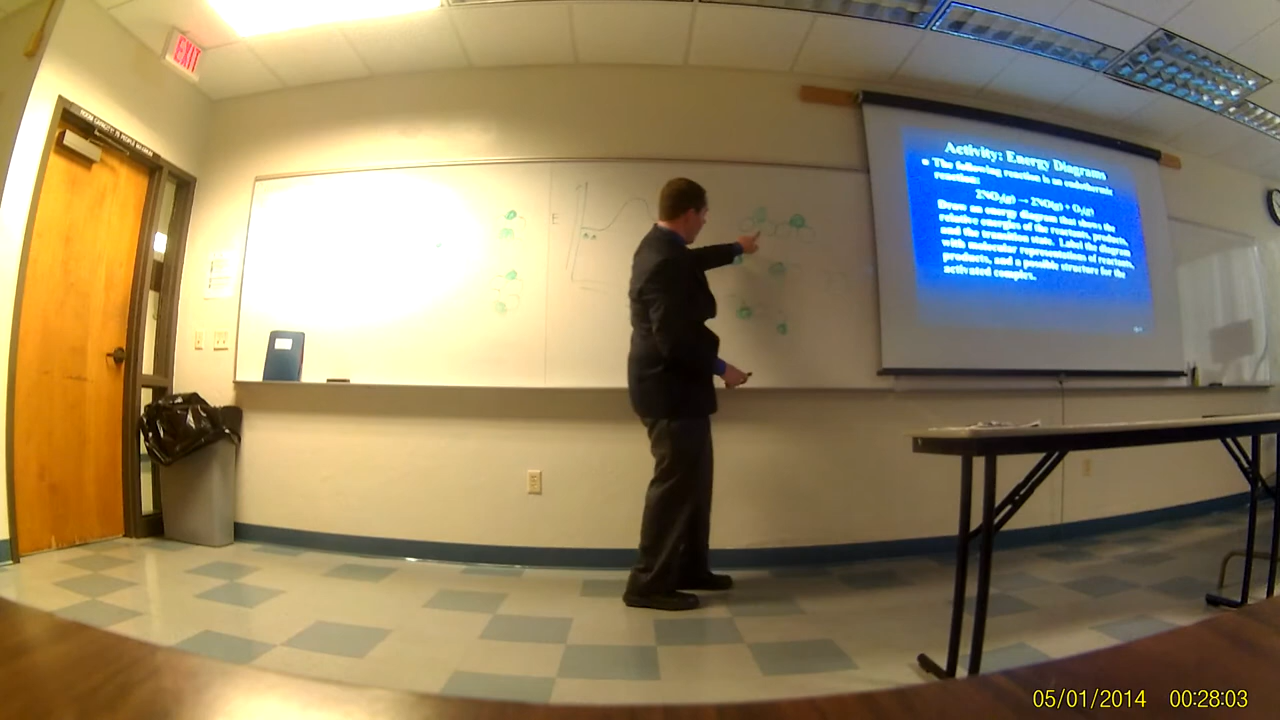 EXIT
ROOM CAPACITY
Activity: Energy Diagrams
The following reaction is an endothermic
reaction:
2NO₂(g) → 2NO(g) + O₂(g)
Draw an energy diagram that shows the
relative energies of the reactants, products,
and the transition state. Label the diagram
with molecular representations of reactants,
products, and a possible structure for the
activated complex.
E
05/01/2014 00:28:03